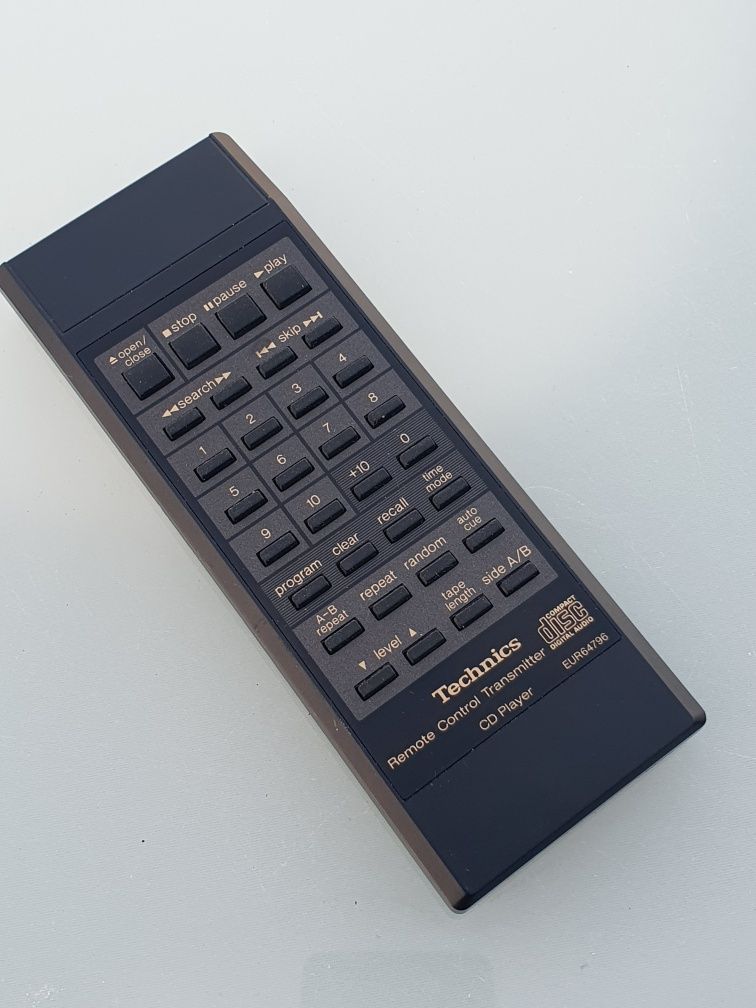 ▲ open/
close
■ stop
▮▮ pause
▶ play
◀◀ search ▶▶
|◀◀ skip ▶▶|
1
2
3
4
5
6
7
8
9
10
+10
0
program
clear
recall
time
mode
A–B
repeat
repeat
random
auto
cue
▼ level ▲
tape
length
side A/B
Technics
Remote Control Transmitter
CD Player
COMPACT
disc
DIGITAL AUDIO
EUR64796